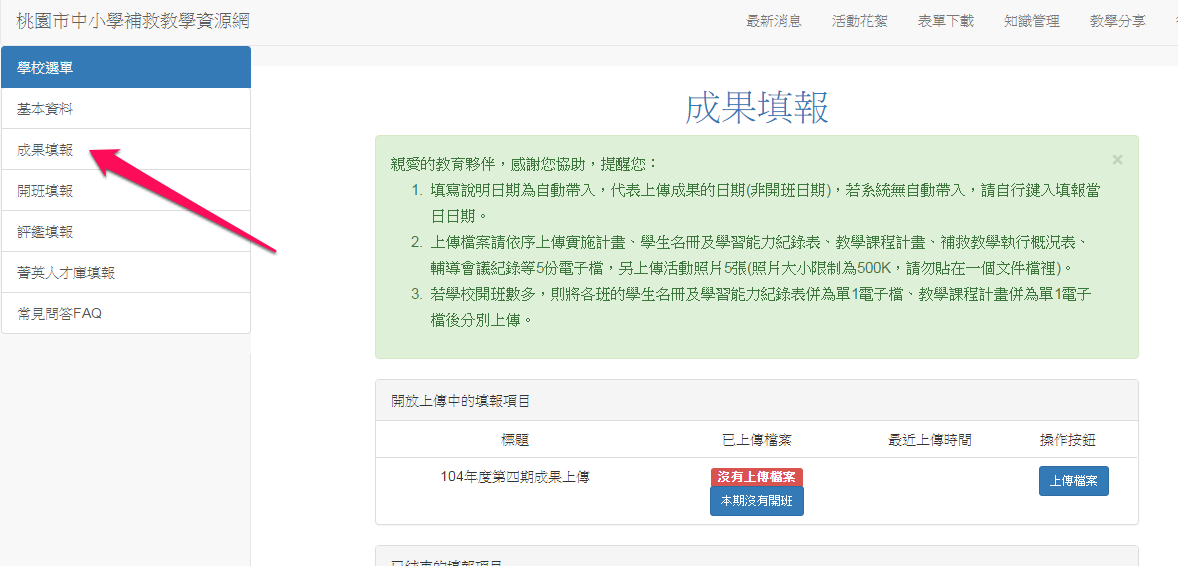 桃園市中小學補救教學資源網
最新消息
活動花絮
表單下載
知識管理
教學分享
學校選單
基本資料
成果填報
開班填報
評鑑填報
菁英人才庫填報
常見問答FAQ
成果填報
親愛的教育夥伴，感謝您協助，提醒您：
×
1. 填寫說明日期為自動帶入，代表上傳成果的日期(非開班日期)，若系統無自動帶入，請自行鍵入填報當
日日期。
2. 上傳檔案請依序上傳實施計畫、學生名冊及學習能力紀錄表、教學課程計畫、補救教學執行概況表、
輔導會議紀錄等5份電子檔，另上傳活動照片5張(照片大小限制為500K，請勿貼在一個文件檔裡)。
3. 若學校開班數多，則將各班的學生名冊及學習能力紀錄表併為單1電子檔、教學課程計畫併為單1電子
檔後分別上傳。
開放上傳中的填報項目
標題
已上傳檔案
最近上傳時間
操作按鈕
104年度第四期成果上傳
沒有上傳檔案
本期沒有開班
上傳檔案
已結束的填報項目